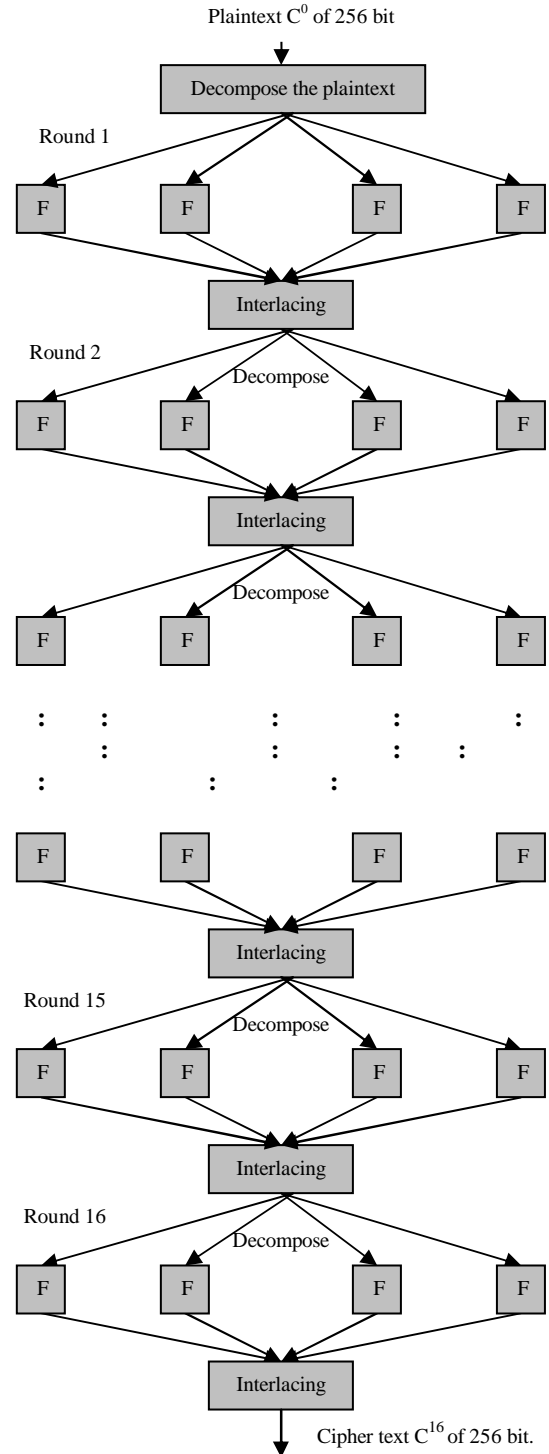 Plaintext C⁰ of 256 bit
Decompose the plaintext
Round 1
F F F F
Interlacing
Round 2
Decompose
F F F F
Interlacing
Decompose
F F F F
: : : : :
: : : :
: : :
F F F F
Interlacing
Round 15
Decompose
F F F F
Interlacing
Round 16
Decompose
F F F F
Interlacing
Cipher text C¹⁶ of 256 bit.